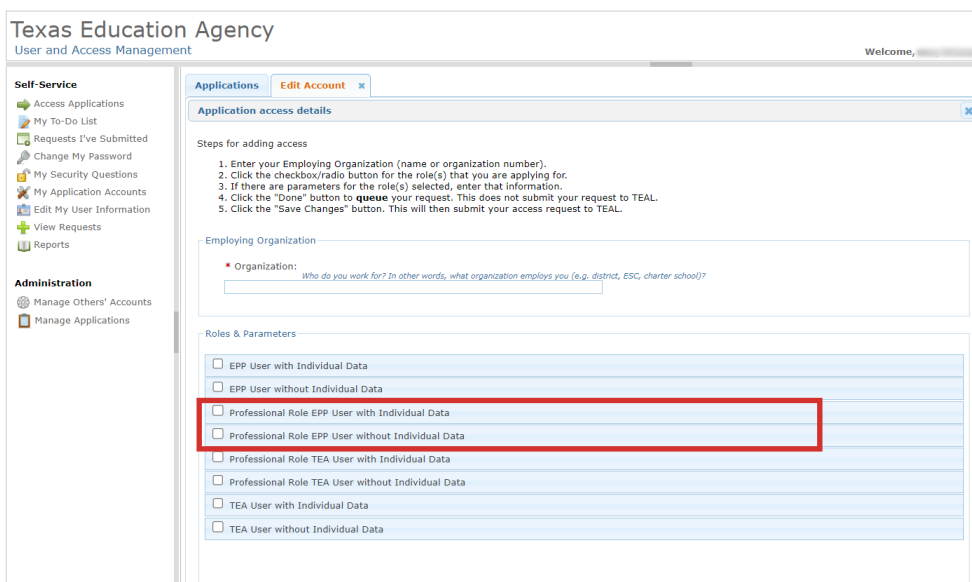 Texas Education Agency
User and Access Management
Welcome,
Self-Service
Access Applications
My To-Do List
Requests I've Submitted
Change My Password
My Security Questions
My Application Accounts
Edit My User Information
View Requests
Reports
Administration
Manage Others' Accounts
Manage Applications
Applications
Edit Account x
Application access details x
Steps for adding access
1. Enter your Employing Organization (name or organization number).
2. Click the checkbox/radio button for the role(s) that you are applying for.
3. If there are parameters for the role(s) selected, enter that information.
4. Click the "Done" button to queue your request. This does not submit your request to TEAL.
5. Click the "Save Changes" button. This will then submit your access request to TEAL.
Employing Organization
* Organization:
Who do you work for? In other words, what organization employs you (e.g. district, ESC, charter school)?
Roles & Parameters
EPP User with Individual Data
EPP User without Individual Data
Professional Role EPP User with Individual Data
Professional Role EPP User without Individual Data
Professional Role TEA User with Individual Data
Professional Role TEA User without Individual Data
TEA User with Individual Data
TEA User without Individual Data